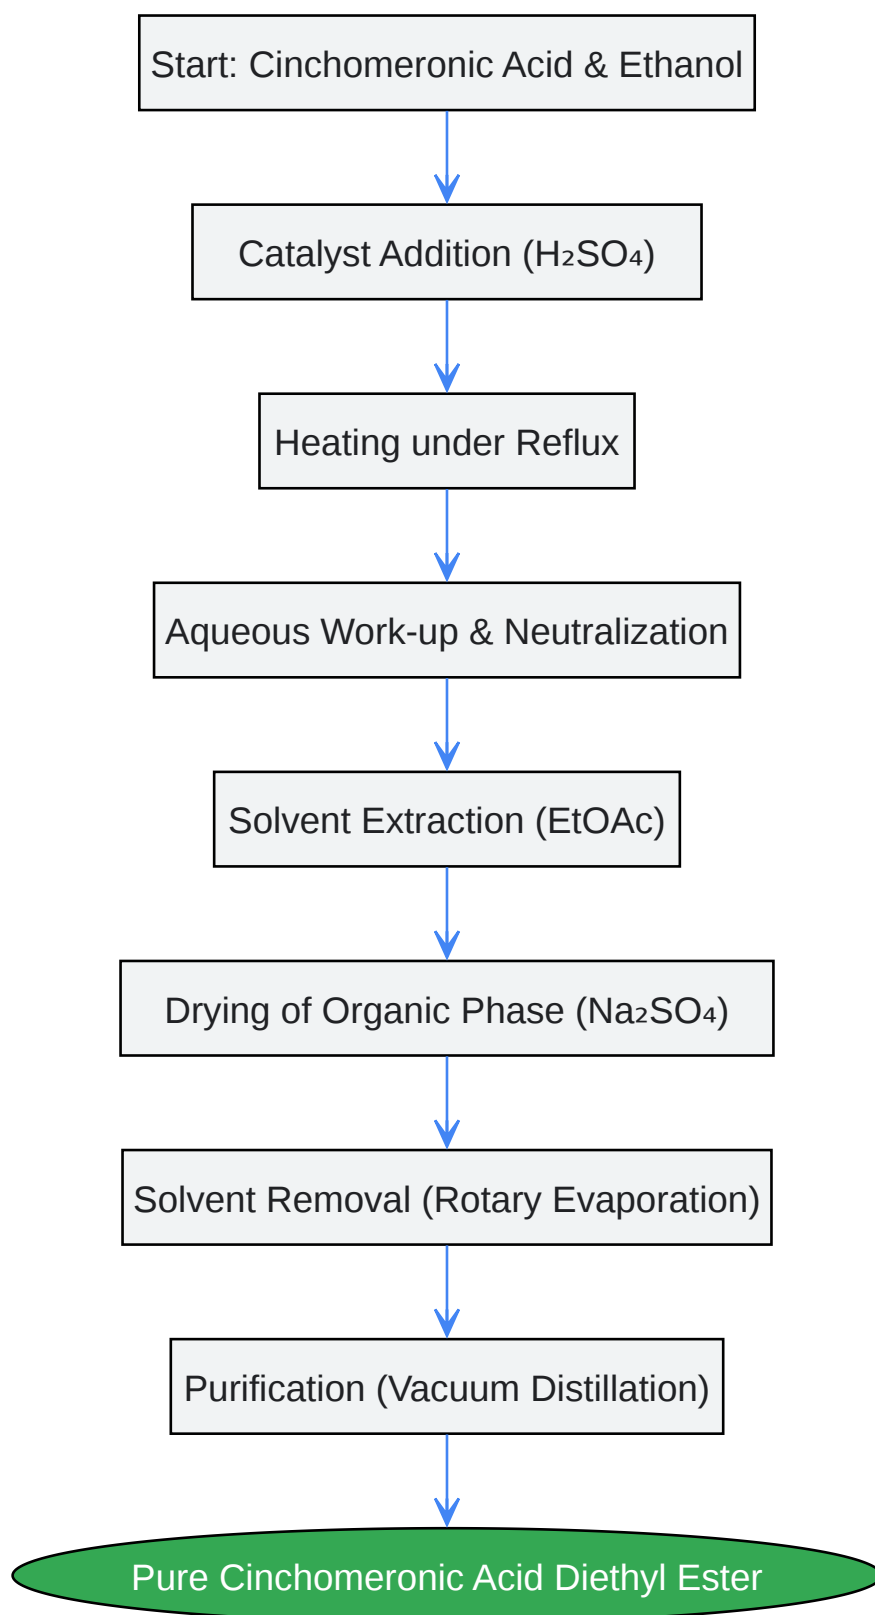 Start: Cinchomeronic Acid & Ethanol
Catalyst Addition (H₂SO₄)
Heating under Reflux
Aqueous Work-up & Neutralization
Solvent Extraction (EtOAc)
Drying of Organic Phase (Na₂SO₄)
Solvent Removal (Rotary Evaporation)
Purification (Vacuum Distillation)
Pure Cinchomeronic Acid Diethyl Ester